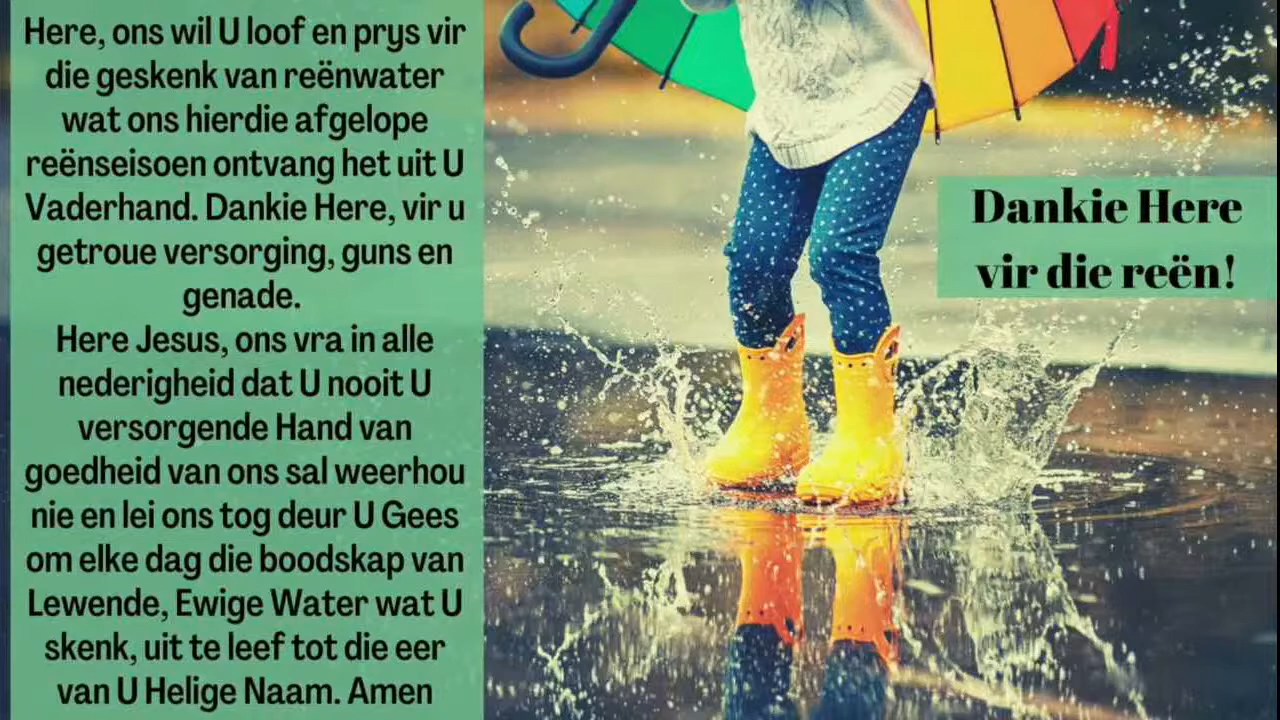 Here, ons wil U loof en prys vir
die geskenk van reënwater
wat ons hierdie afgelope
reënseisoen ontvang het uit U
Vaderhand. Dankie Here, vir u
getroue versorging, guns en
genade.
Here Jesus, ons vra in alle
nederigheid dat U nooit U
versorgende Hand van
goedheid van ons sal weerhou
nie en lei ons tog deur U Gees
om elke dag die boodskap van
Lewende, Ewige Water wat U
skenk, uit te leef tot die eer
van U Helige Naam. Amen
Dankie Here
vir die reën!